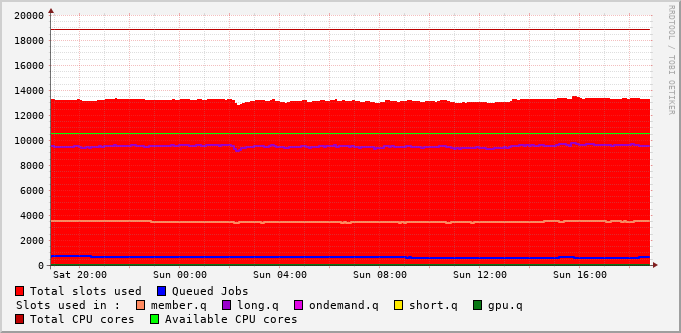 RRDTOOL / TOBI OETIKER
20000
18000
16000
14000
12000
10000
8000
6000
4000
2000
0
Sat 20:00 Sun 00:00 Sun 04:00 Sun 08:00 Sun 12:00 Sun 16:00
Total slots used Queued Jobs
Slots used in : member.q long.q ondemand.q short.q gpu.q
Total CPU cores Available CPU cores